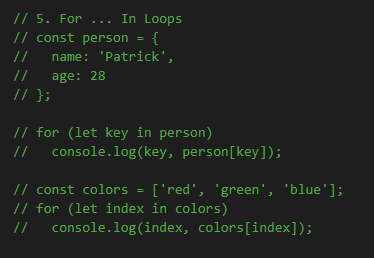 // 5. For ... In Loops
// const person = {
//   name: 'Patrick',
//   age: 28
// };
// for (let key in person)
//   console.log(key, person[key]);
// const colors = ['red', 'green', 'blue'];
// for (let index in colors)
//   console.log(index, colors[index]);